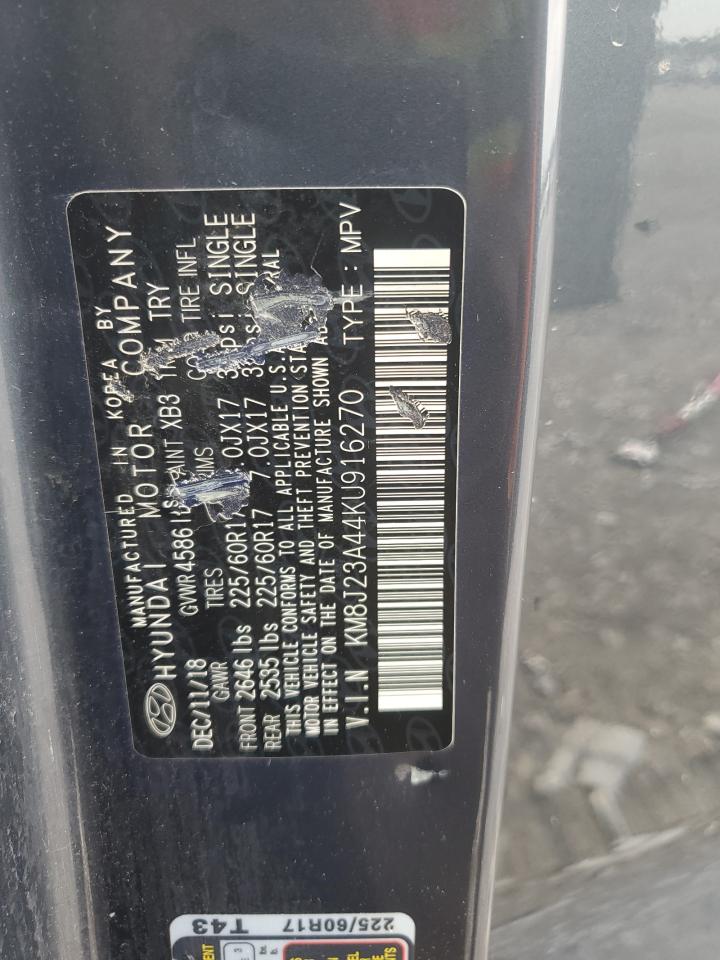 MANUFACTURED IN KOREA BY
HYUNDAI MOTOR COMPANY
DEC/11/18 GVWR 4586 lbs PAINT XB3 TRIM TRY
GAWR TIRES RIMS TIRE INFL
FRONT 2646 lbs 225/60R17 7.0JX17 psi SINGLE
REAR 2535 lbs 225/60R17 7.0JX17 psi SINGLE
THIS VEHICLE CONFORMS TO ALL APPLICABLE U.S.
MOTOR VEHICLE SAFETY AND THEFT PREVENTION
IN EFFECT ON THE DATE OF MANUFACTURE SHOWN
V.I.N KM8J23A44KU916270 TYPE : MPV
T43
225/60R17